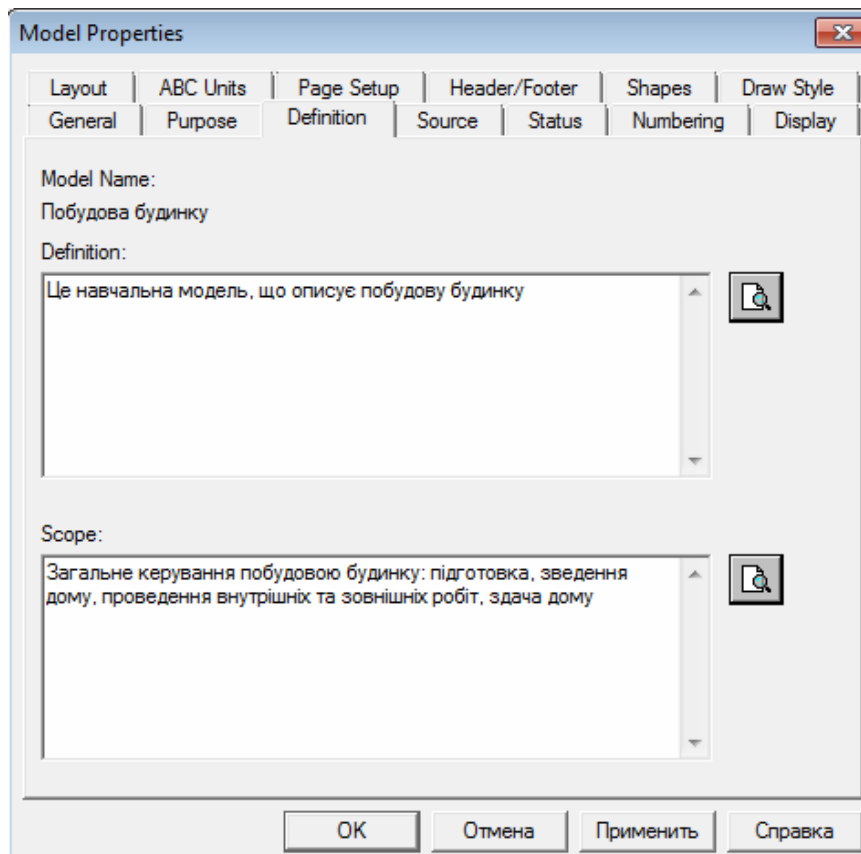 Model Properties
Layout ABC Units Page Setup Header/Footer Shapes Draw Style
General Purpose Definition Source Status Numbering Display
Model Name:
Побудова будинку
Definition:
Це навчальна модель, що описує побудову будинку
Scope:
Загальне керування побудовою будинку: підготовка, зведення
дому, проведення внутрішніх та зовнішніх робіт, здача дому
OK Отмена Применить Справка